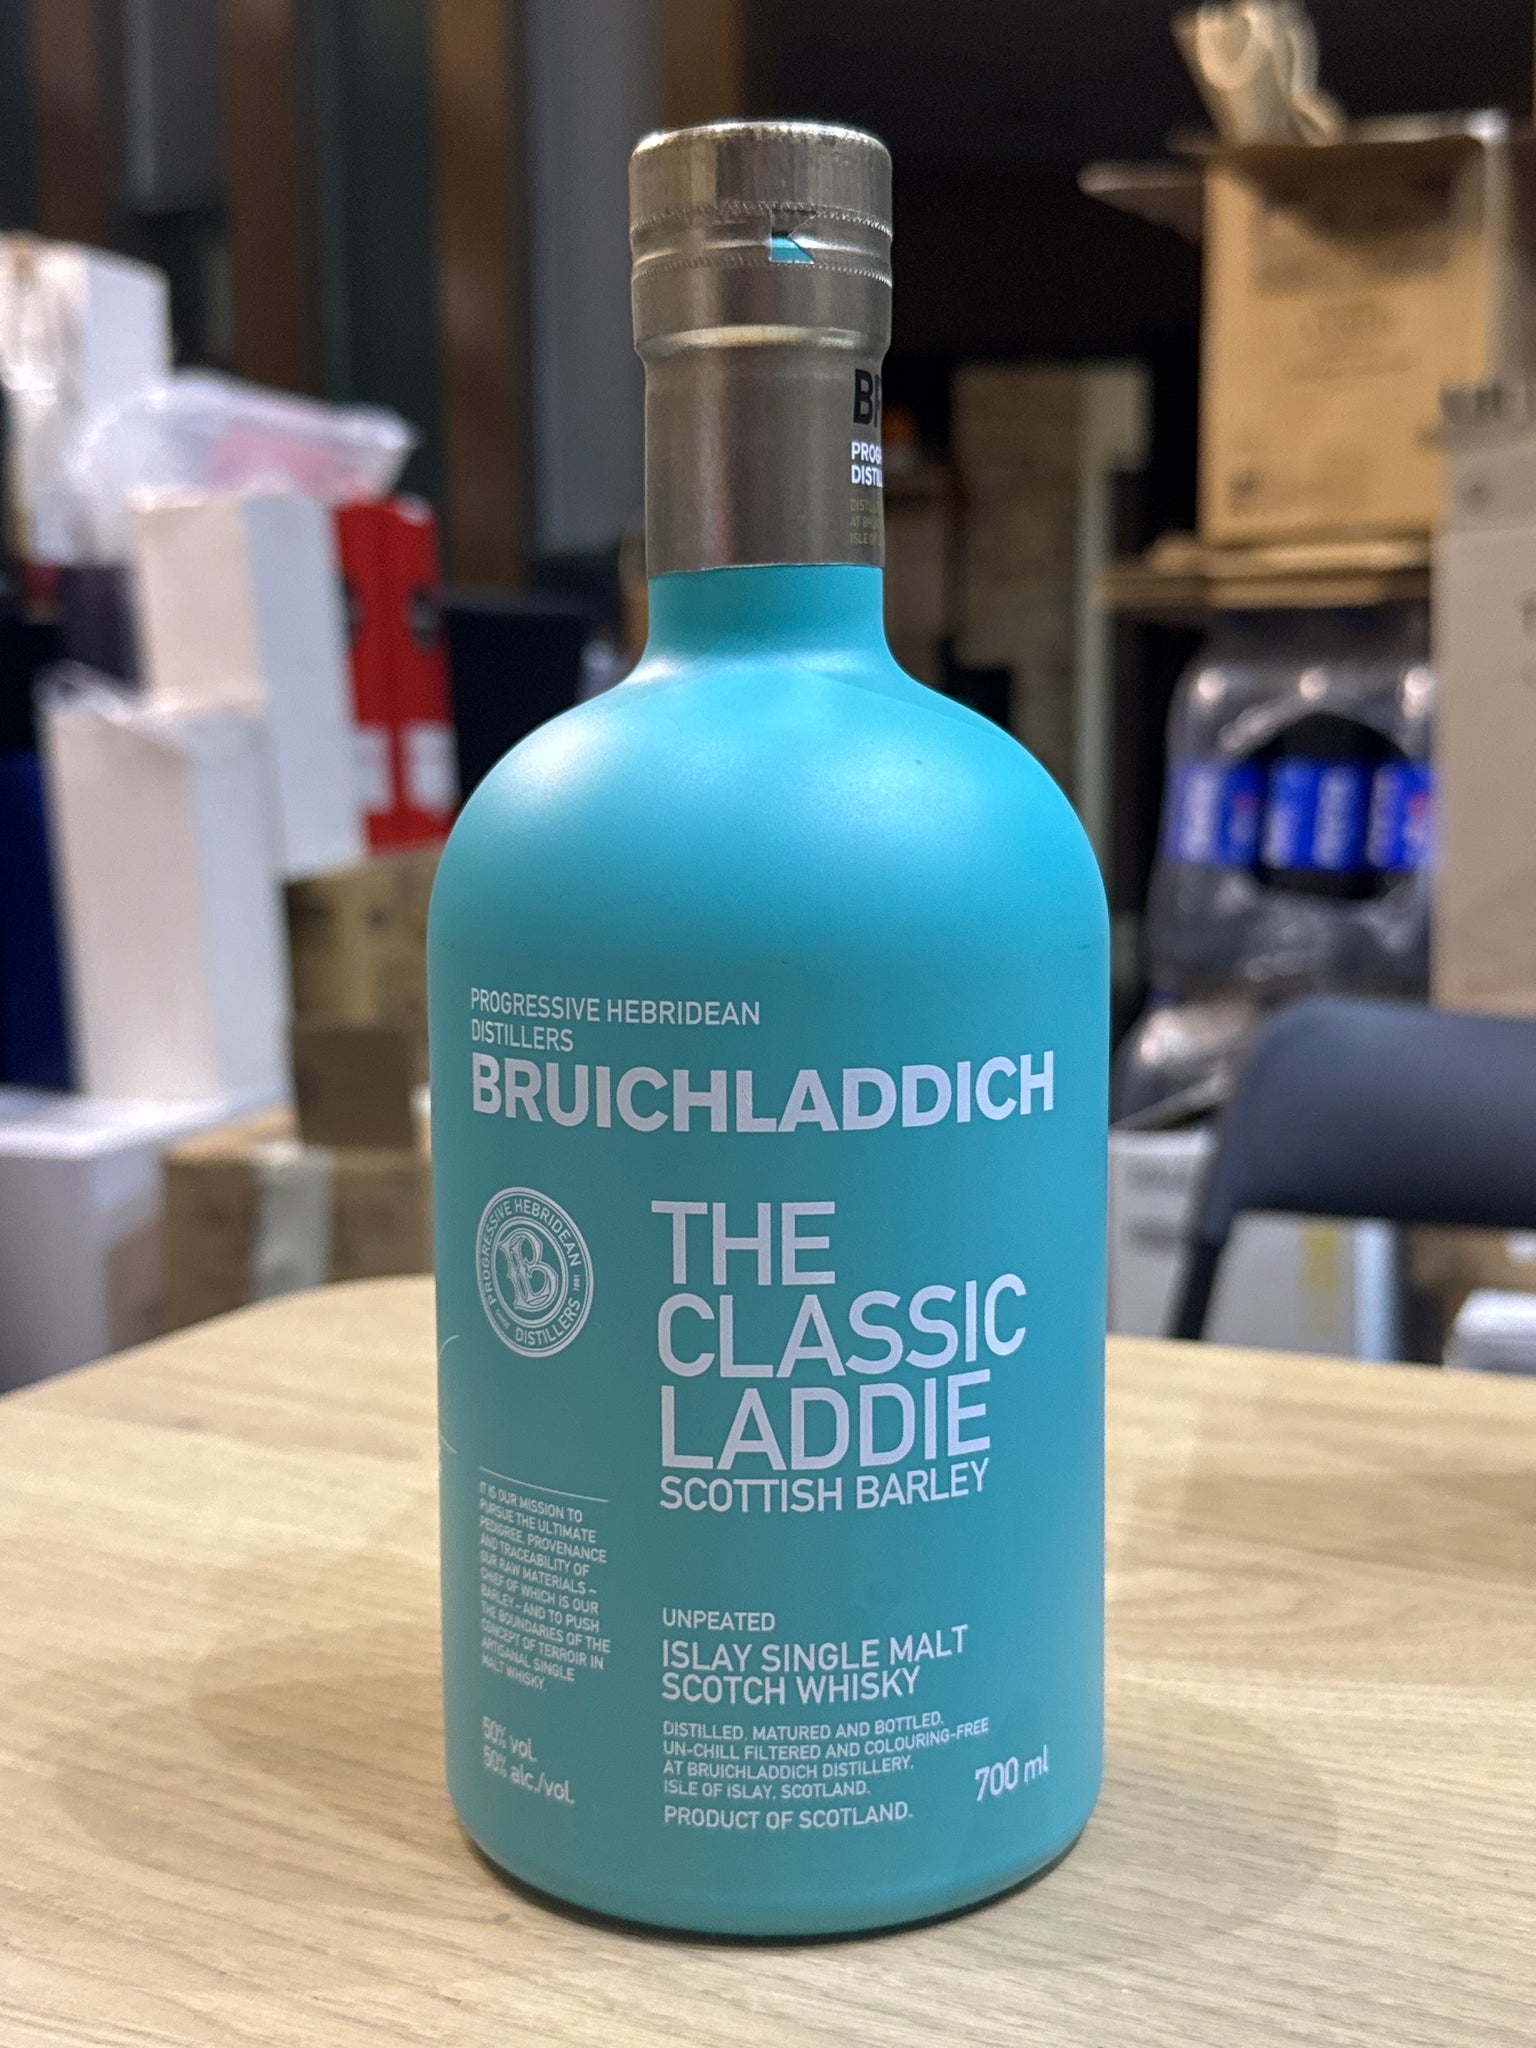 PROGRESSIVE HEBRIDEAN
DISTILLERS
BRUICHLADDICH
PROGRESSIVE HEBRIDEAN DISTILLERS
B
SINCE 1881
THE
CLASSIC
LADDIE
SCOTTISH BARLEY
IT IS OUR MISSION TO
PURSUE THE ULTIMATE
PEDIGREE, PROVENANCE
AND TRACEABILITY OF
OUR RAW MATERIALS –
CHIEF OF WHICH IS OUR
BARLEY – AND TO PUSH
THE BOUNDARIES OF THE
CONCEPT OF TERROIR IN
ARTISANAL SINGLE
MALT WHISKY.
50% vol.
50% alc./vol.
UNPEATED
ISLAY SINGLE MALT
SCOTCH WHISKY
DISTILLED, MATURED AND BOTTLED,
UN-CHILL FILTERED AND COLOURING-FREE
AT BRUICHLADDICH DISTILLERY,
ISLE OF ISLAY, SCOTLAND.
PRODUCT OF SCOTLAND.
700 ml